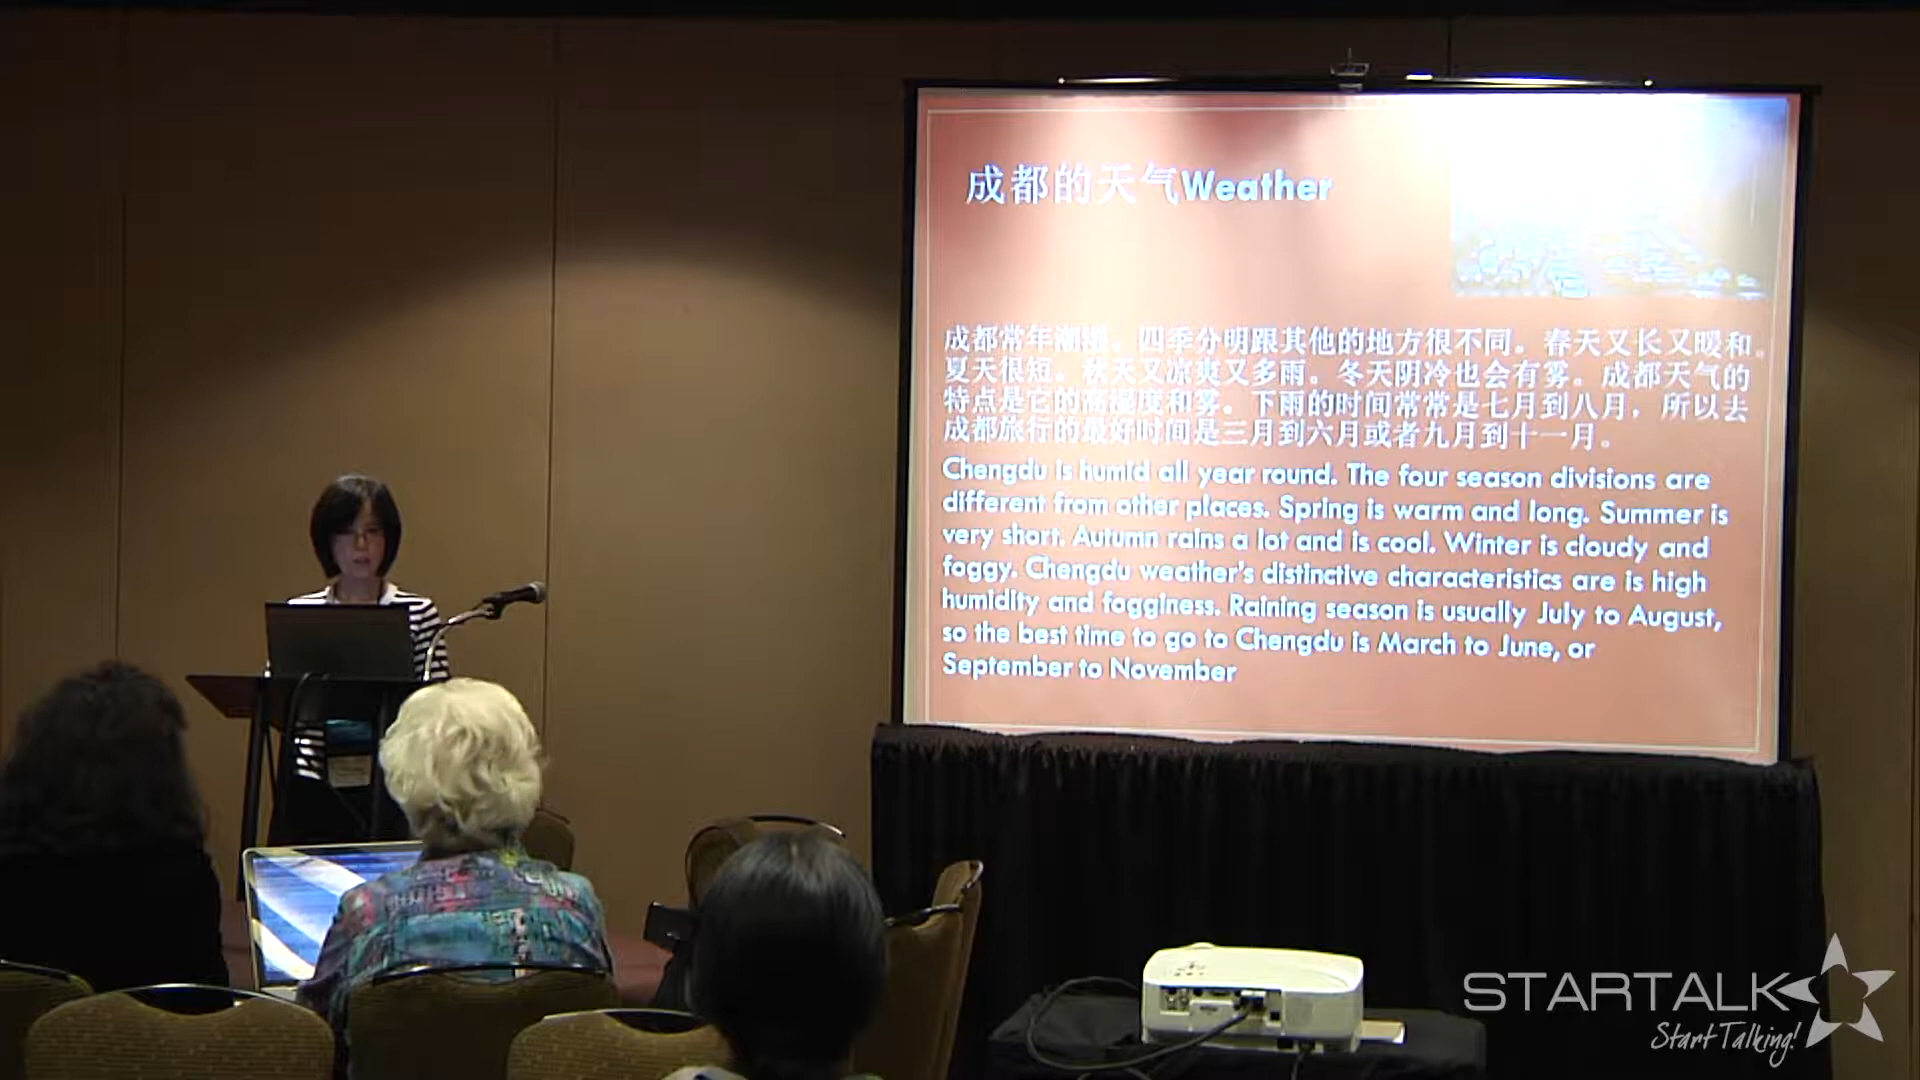 成都的天气Weather
成都常年潮湿。四季分明跟其他的地方很不同。春天又长又暖和。
夏天很短。秋天又凉爽又多雨。冬天阴冷也会有雾。成都天气的
特点是它的高湿度和雾。下雨的时间常常是七月到八月，所以去
成都旅行的最好时间是三月到六月或者九月到十一月。
Chengdu is humid all year round. The four season divisions are
different from other places. Spring is warm and long. Summer is
very short. Autumn rains a lot and is cool. Winter is cloudy and
foggy. Chengdu weather's distinctive characteristics are is high
humidity and fogginess. Raining season is usually July to August,
so the best time to go to Chengdu is March to June, or
September to November
STARTALK
Start Talking!